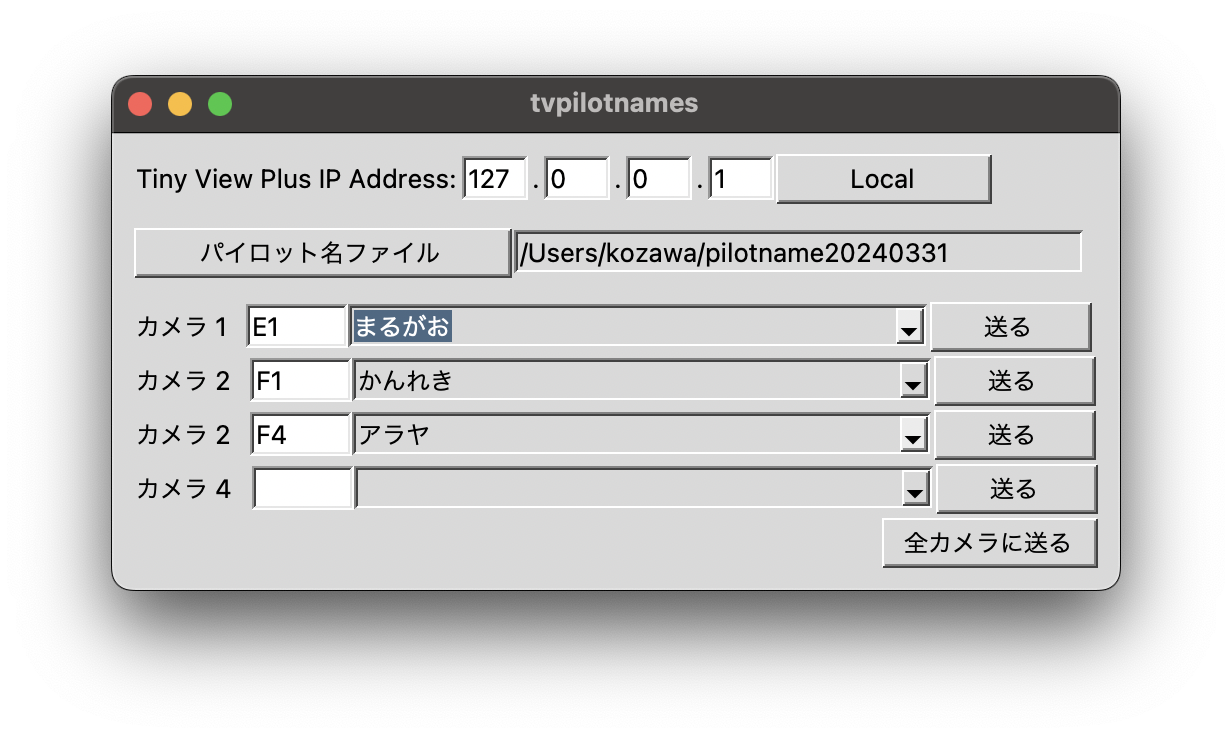 tvpilotnames
Tiny View Plus IP Address: 127 . 0 . 0 . 1 Local
パイロット名ファイル /Users/kozawa/pilotname20240331
カメラ 1 E1 まるがお 送る
カメラ 2 F1 かんれき 送る
カメラ 2 F4 アラヤ 送る
カメラ 4 送る
全カメラに送る